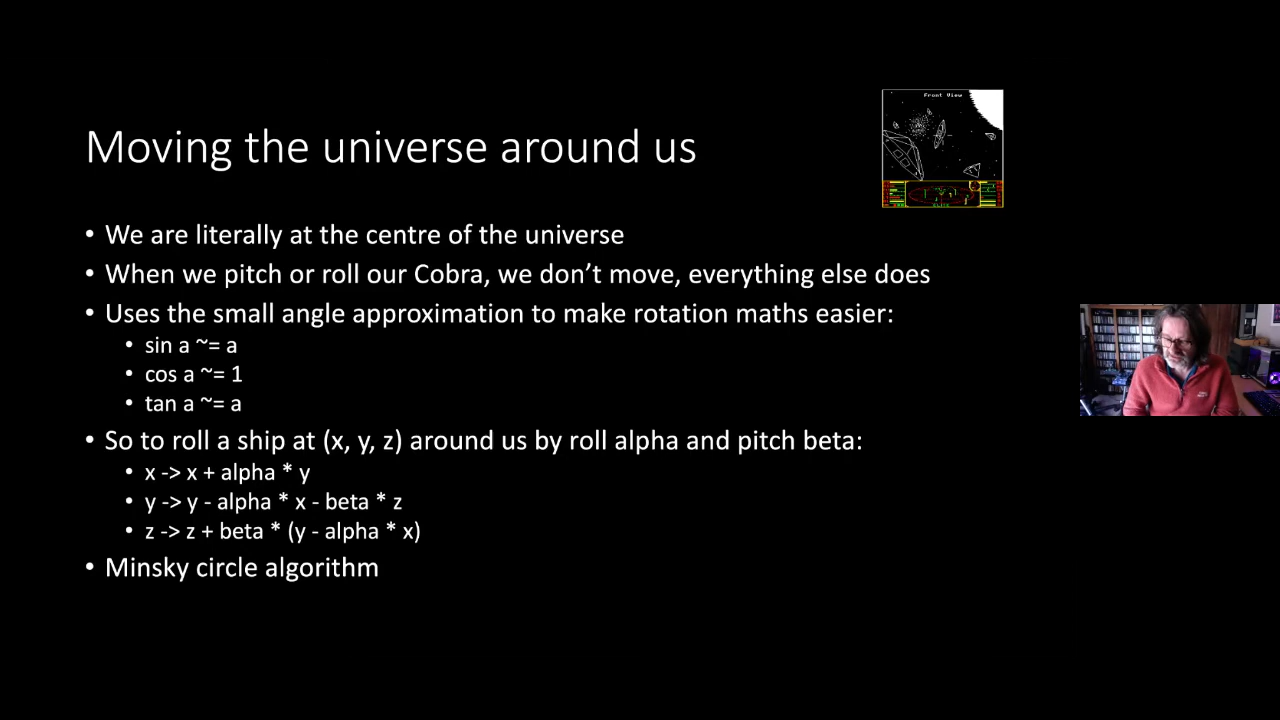 Front View
Moving the universe around us
• We are literally at the centre of the universe
• When we pitch or roll our Cobra, we don’t move, everything else does
• Uses the small angle approximation to make rotation maths easier:
• sin a ~= a
• cos a ~= 1
• tan a ~= a
• So to roll a ship at (x, y, z) around us by roll alpha and pitch beta:
• x -> x + alpha * y
• y -> y - alpha * x - beta * z
• z -> z + beta * (y - alpha * x)
• Minsky circle algorithm